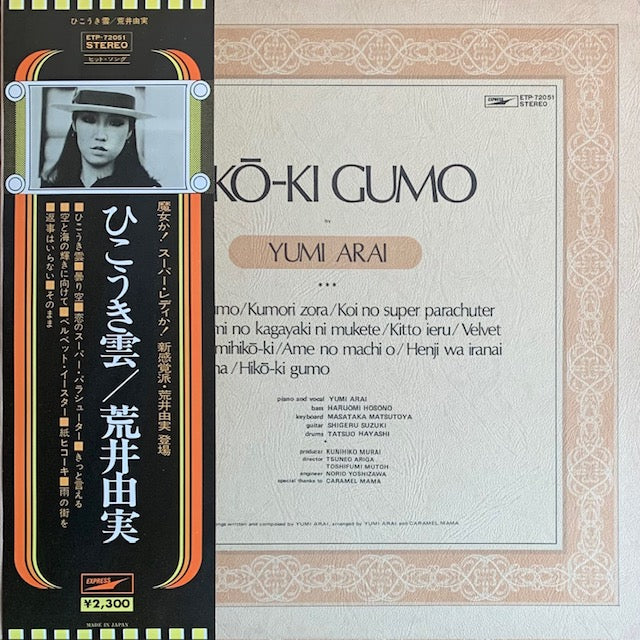 ひこうき雲/荒井由実
ETP-72051
STEREO
ヒット・ソング
魔女か! スーパー・レディか! 新感覚派・荒井由実 登場
ひこうき雲/荒井由実
■ひこうき雲■曇り空■恋のスーパー・パラシューター■きっと言える
■空と海の輝きに向けて■ベルベット・イースター■紙ヒコーキ■雨の街を
■返事はいらない■そのまま
EXPRESS
¥2,300
MADE IN JAPAN
EXPRESS
ETP-72051
STEREO
KŌ-KI GUMO
by
YUMI ARAI
***
umo/Kumori zora/Koi no super parachuter
mi no kagayaki ni mukete/Kitto ieru/Velvet
mihikō-ki/Ame no machi o/Henji wa iranai
na/Hikō-ki gumo
piano and vocal YUMI ARAI
bass HARUOMI HOSONO
keyboard MASATAKA MATSUTOYA
guitar SHIGERU SUZUKI
drums TATSUO HAYASHI
*
producer KUNIHIKO MURAI
director TSUNEO ARIGA
TOSHIFUMI MUTOH
engineer NORIO YOSHIZAWA
special thanks to CARAMEL MAMA
ngs written and composed by YUMI ARAI, arranged by YUMI ARAI and CARAMEL MAMA